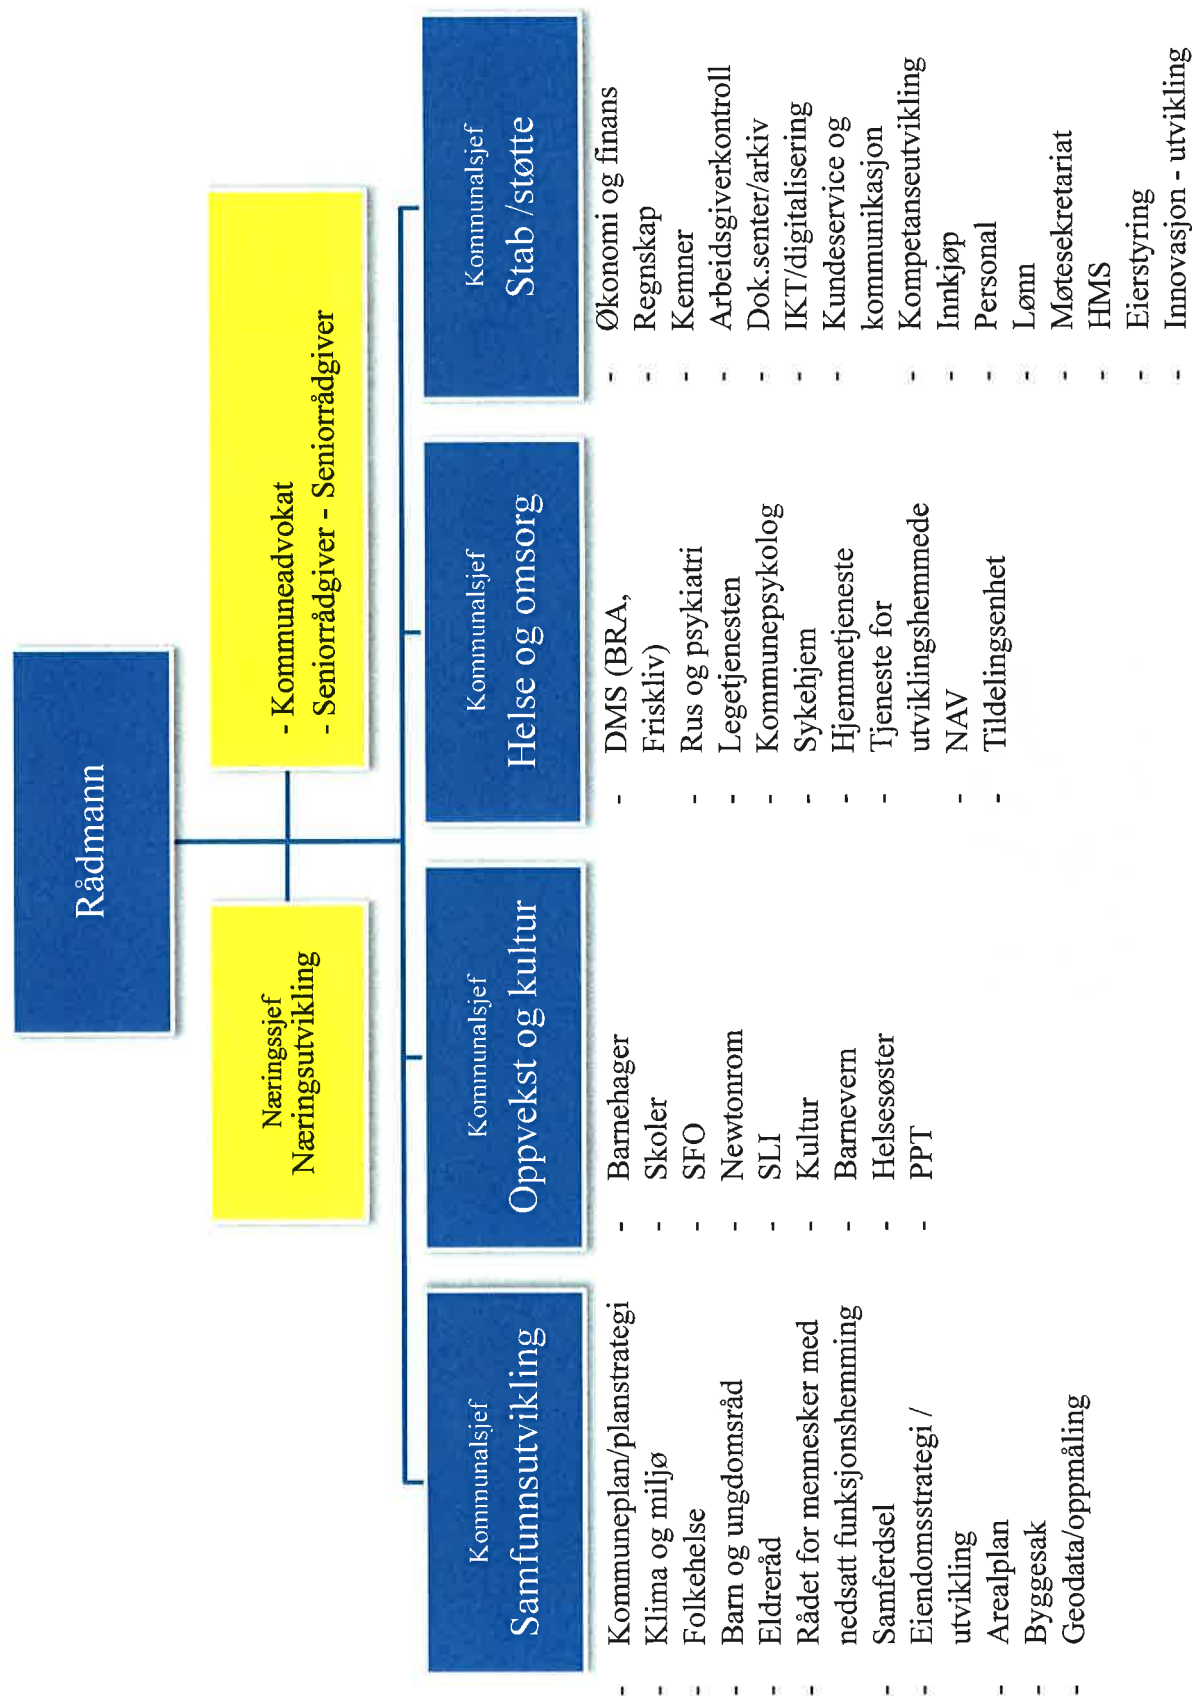 Rådmann
Næringssjef
Næringsutvikling
- Kommuneadvokat
- Seniorrådgiver - Seniorrådgiver
Kommunalsjef
Samfunnsutvikling
- Kommuneplan/planstrategi
- Klima og miljø
- Folkehelse
- Barn og ungdomsråd
- Eldreråd
- Rådet for mennesker med
nedsatt funksjonshemming
- Samferdsel
- Eiendomsstrategi /
utvikling
- Arealplan
- Byggesak
- Geodata/oppmåling
Kommunalsjef
Oppvekst og kultur
- Barnehager
- Skoler
- SFO
- Newtonrom
- SLI
- Kultur
- Barnevern
- Helsesøster
- PPT
Kommunalsjef
Helse og omsorg
- DMS (BRA,
Friskliv)
- Rus og psykiatri
- Legetjenesten
- Kommunepsykolog
- Sykehjem
- Hjemmetjeneste
- Tjeneste for
utviklingshemmede
- NAV
- Tildelingsenhet
Kommunalsjef
Stab /støtte
- Økonomi og finans
- Regnskap
- Kemner
- Arbeidsgiverkontroll
- Dok.senter/arkiv
- IKT/digitalisering
- Kundeservice og
kommunikasjon
- Kompetanseutvikling
- Innkjøp
- Personal
- Lønn
- Møtesekretariat
- HMS
- Eierstyring
- Innovasjon - utvikling